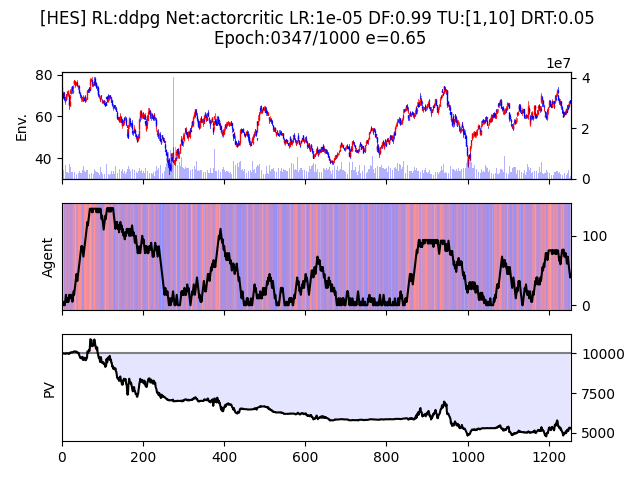 [HES] RL:ddpg Net:actorcritic LR:1e-05 DF:0.99 TU:[1,10] DRT:0.05
Epoch:0347/1000 e=0.65
1e7
80
60
40
Env.
4
2
0
Agent
100
0
PV
10000
7500
5000
0 200 400 600 800 1000 1200